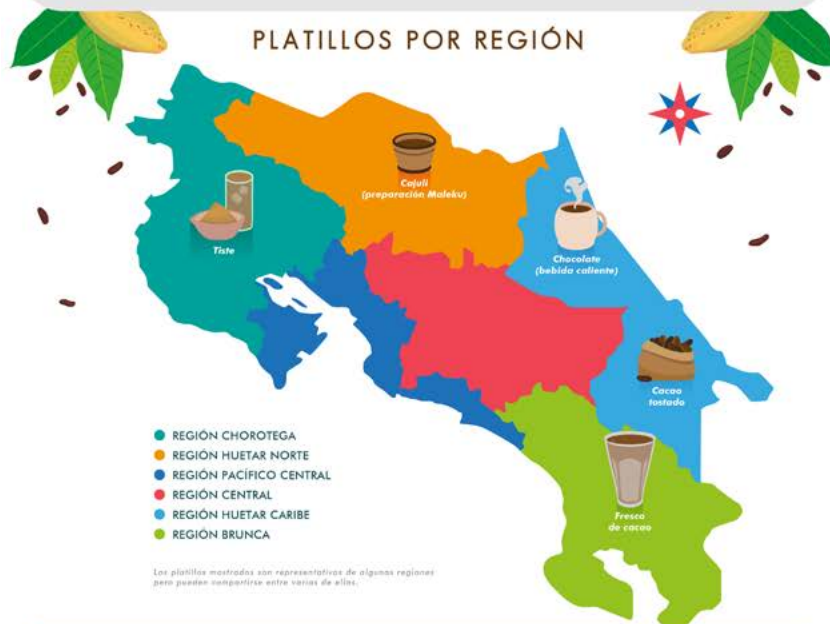 PLATILLOS POR REGIÓN
Cajuli
(preparación Maleku)
Tiste
Chocolate
(bebida caliente)
Cacao
tostado
Fresco
de cacao
REGIÓN CHOROTEGA
REGIÓN HUETAR NORTE
REGIÓN PACÍFICO CENTRAL
REGIÓN CENTRAL
REGIÓN HUETAR CARIBE
REGIÓN BRUNCA
Los platillos mostrados son representativos de algunas regiones
pero pueden compartirse entre varias de ellas.